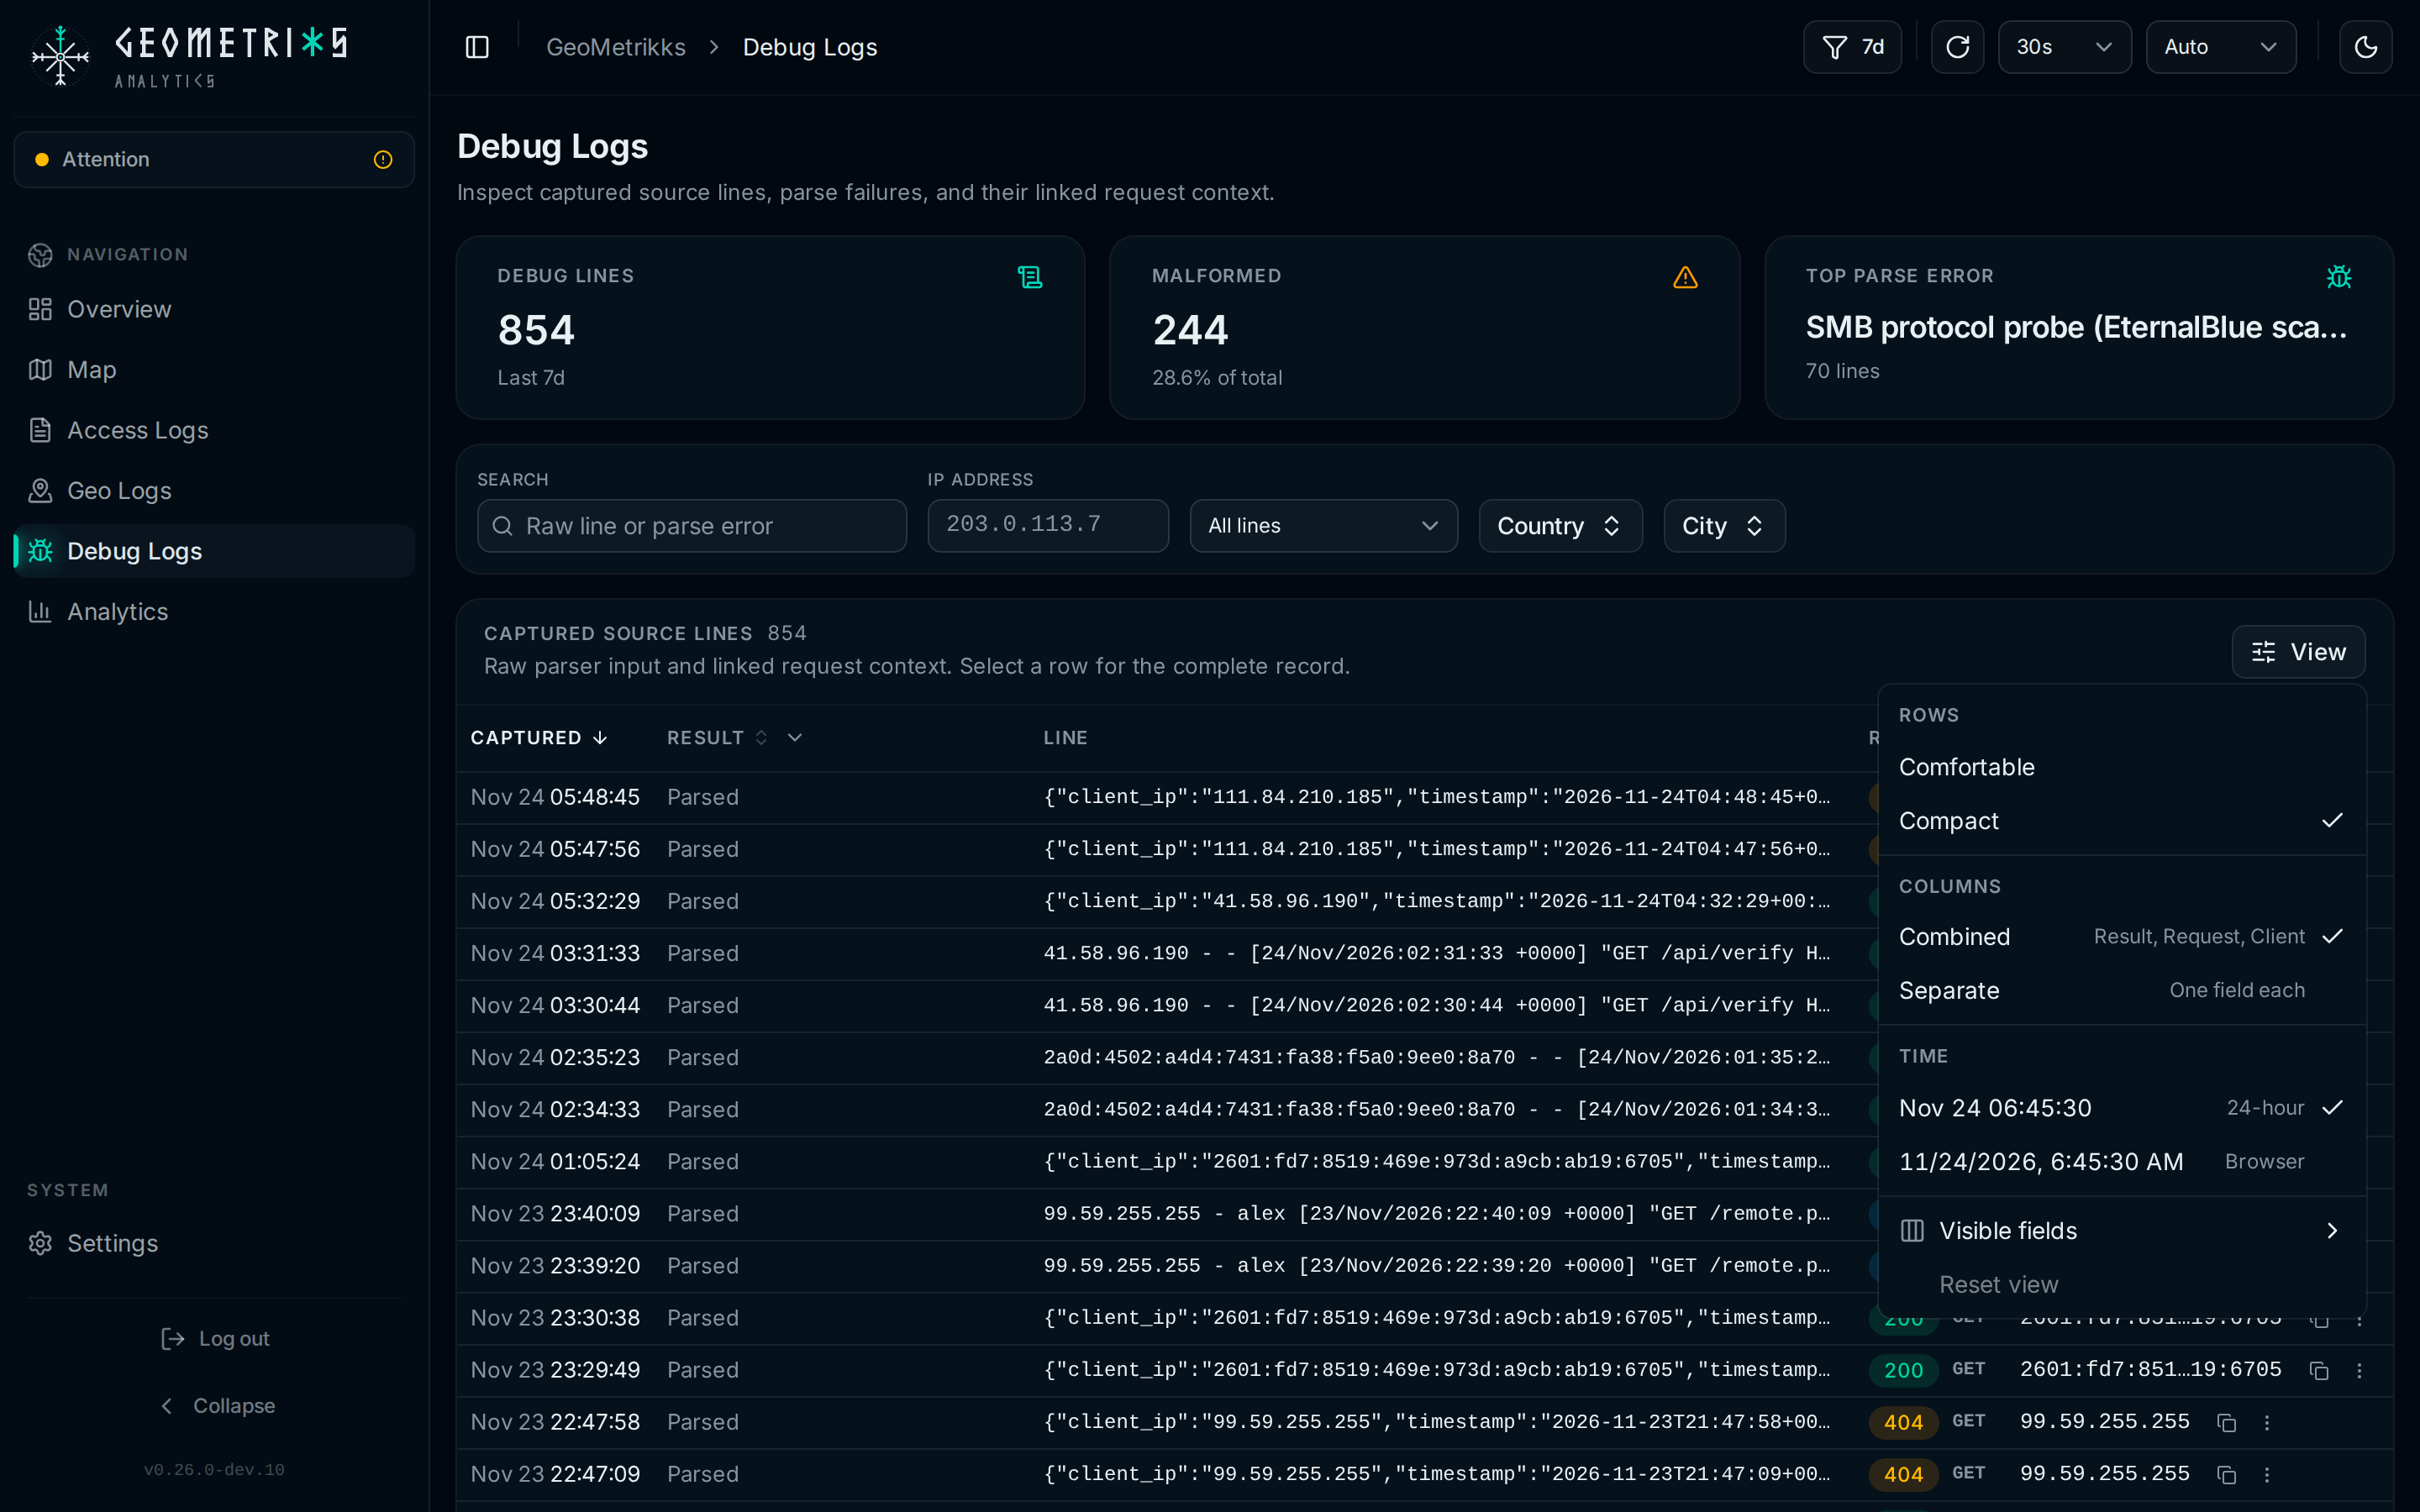 GEOMETRIKS
ANALYTICS
Attention
NAVIGATION
Overview
Map
Access Logs
Geo Logs
Debug Logs
Analytics
SYSTEM
Settings
Log out
Collapse
v0.26.0-dev.10
GeoMetrikks > Debug Logs
7d
30s
Auto
Debug Logs
Inspect captured source lines, parse failures, and their linked request context.
DEBUG LINES
854
Last 7d
MALFORMED
244
28.6% of total
TOP PARSE ERROR
SMB protocol probe (EternalBlue sca...
70 lines
SEARCH
Raw line or parse error
IP ADDRESS
203.0.113.7
All lines
Country
City
CAPTURED SOURCE LINES 854
Raw parser input and linked request context. Select a row for the complete record.
View
CAPTURED RESULT LINE R
Nov 24 05:48:45 Parsed {"client_ip":"111.84.210.185","timestamp":"2026-11-24T04:48:45+0…
Nov 24 05:47:56 Parsed {"client_ip":"111.84.210.185","timestamp":"2026-11-24T04:47:56+0…
Nov 24 05:32:29 Parsed {"client_ip":"41.58.96.190","timestamp":"2026-11-24T04:32:29+00:…
Nov 24 03:31:33 Parsed 41.58.96.190 - - [24/Nov/2026:02:31:33 +0000] "GET /api/verify H…
Nov 24 03:30:44 Parsed 41.58.96.190 - - [24/Nov/2026:02:30:44 +0000] "GET /api/verify H…
Nov 24 02:35:23 Parsed 2a0d:4502:a4d4:7431:fa38:f5a0:9ee0:8a70 - - [24/Nov/2026:01:35:2…
Nov 24 02:34:33 Parsed 2a0d:4502:a4d4:7431:fa38:f5a0:9ee0:8a70 - - [24/Nov/2026:01:34:3…
Nov 24 01:05:24 Parsed {"client_ip":"2601:fd7:8519:469e:973d:a9cb:ab19:6705","timestamp…
Nov 23 23:40:09 Parsed 99.59.255.255 - alex [23/Nov/2026:22:40:09 +0000] "GET /remote.p…
Nov 23 23:39:20 Parsed 99.59.255.255 - alex [23/Nov/2026:22:39:20 +0000] "GET /remote.p…
Nov 23 23:30:38 Parsed {"client_ip":"2601:fd7:8519:469e:973d:a9cb:ab19:6705","timestamp… 200 GET 2601:fd7:851…19:6705
Nov 23 23:29:49 Parsed {"client_ip":"2601:fd7:8519:469e:973d:a9cb:ab19:6705","timestamp… 200 GET 2601:fd7:851…19:6705
Nov 23 22:47:58 Parsed {"client_ip":"99.59.255.255","timestamp":"2026-11-23T21:47:58+00… 404 GET 99.59.255.255
Nov 23 22:47:09 Parsed {"client_ip":"99.59.255.255","timestamp":"2026-11-23T21:47:09+00… 404 GET 99.59.255.255
ROWS
Comfortable
Compact
COLUMNS
Combined Result, Request, Client
Separate One field each
TIME
Nov 24 06:45:30 24-hour
11/24/2026, 6:45:30 AM Browser
Visible fields
Reset view